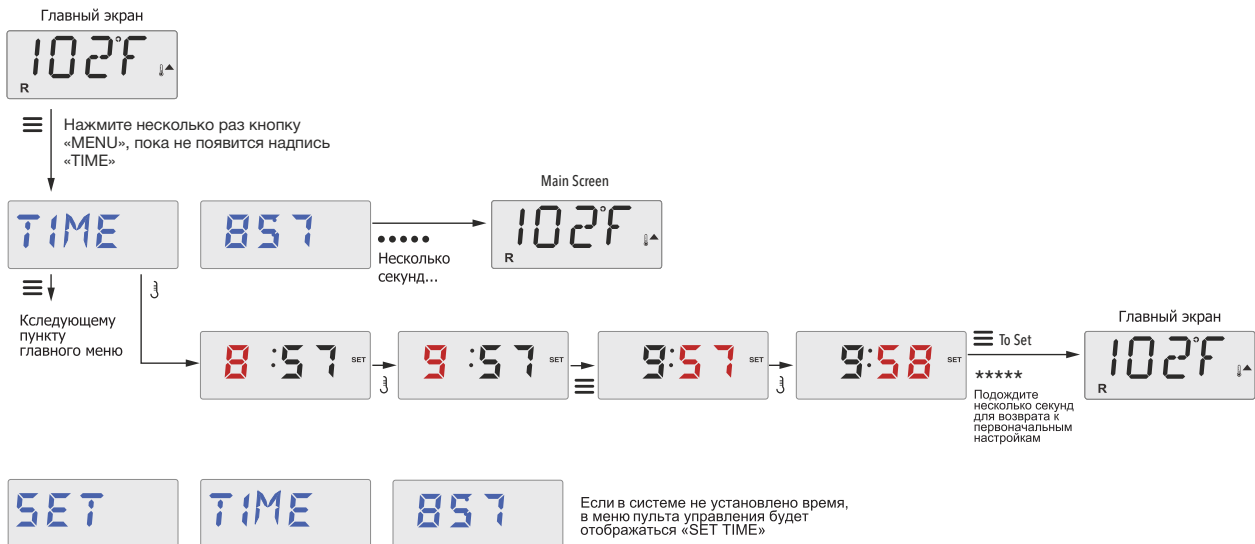 Главный экран
102°F
R
Нажмите несколько раз кнопку
«MENU», пока не появится надпись
«TIME»
TIME
857
Несколько
секунд...
Main Screen
102°F
R
Кследующему
пункту
главного меню
8:57 SET
9:57 SET
9:57 SET
9:58 SET
To Set
*****
Подождите
несколько секунд
для возврата к
первоначальным
настройкам
Главный экран
102°F
R
SET
TIME
857
Если в системе не установлено время,
в меню пульта управления будет
отображаться «SET TIME»